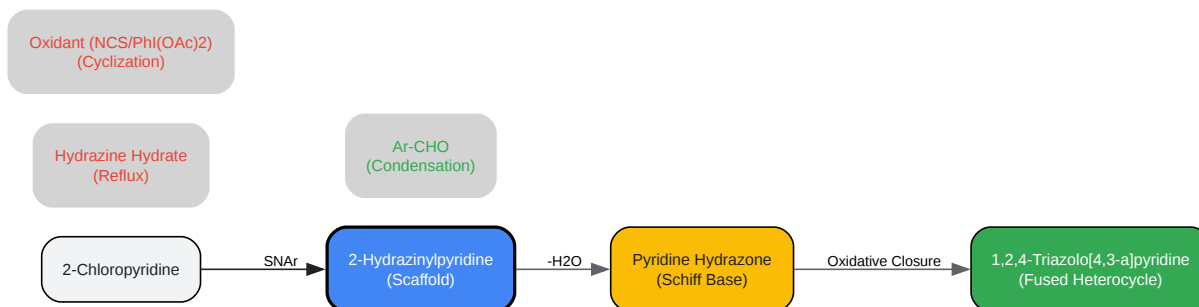 Oxidant (NCS/PhI(OAc)2)
(Cyclization)
Hydrazine Hydrate
(Reflux)
Ar-CHO
(Condensation)
2-Chloropyridine
SNAr
2-Hydrazinylpyridine
(Scaffold)
-H2O
Pyridine Hydrazone
(Schiff Base)
Oxidative Closure
1,2,4-Triazolo[4,3-a]pyridine
(Fused Heterocycle)